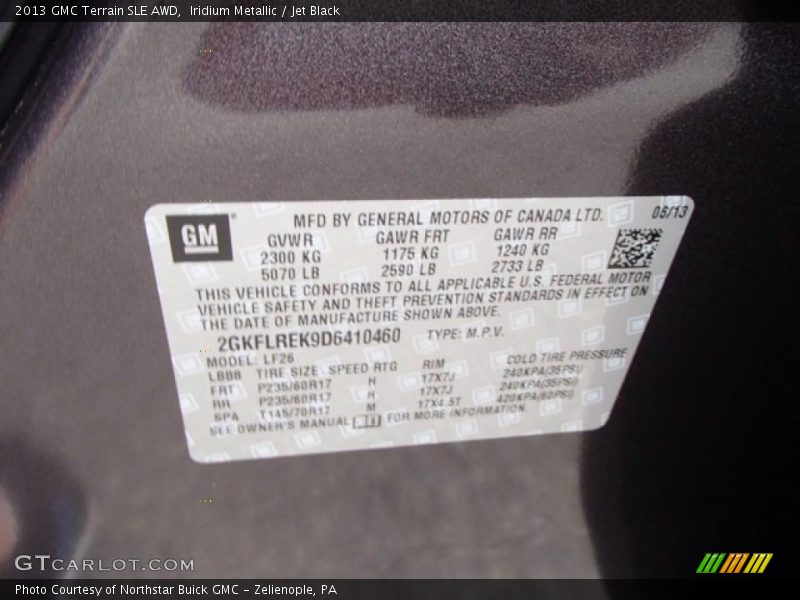 2013 GMC Terrain SLE AWD, Iridium Metallic / Jet Black
GM
MFD BY GENERAL MOTORS OF CANADA LTD. 06/13
GVWR GAWR FRT GAWR RR
2300 KG 1175 KG 1240 KG
5070 LB 2590 LB 2733 LB
THIS VEHICLE CONFORMS TO ALL APPLICABLE U.S. FEDERAL MOTOR
VEHICLE SAFETY AND THEFT PREVENTION STANDARDS IN EFFECT ON
THE DATE OF MANUFACTURE SHOWN ABOVE.
2GKFLREK9D6410460 TYPE: M.P.V.
MODEL: LF26
LBBB TIRE SIZE SPEED RTG RIM COLD TIRE PRESSURE
FRT P235/60R17 H 17X7J 240KPA(35PSI)
RR P235/60R17 H 17X7J 240KPA(35PSI)
SPA T145/70R17 M 17X4.5T 420KPA(60PSI)
SEE OWNER'S MANUAL FOR MORE INFORMATION.
GTCARLOT.COM
Photo Courtesy of Northstar Buick GMC - Zelienople, PA